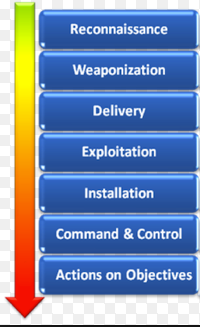 Reconnaissance
Weaponization
Delivery
Exploitation
Installation
Command & Control
Actions on Objectives